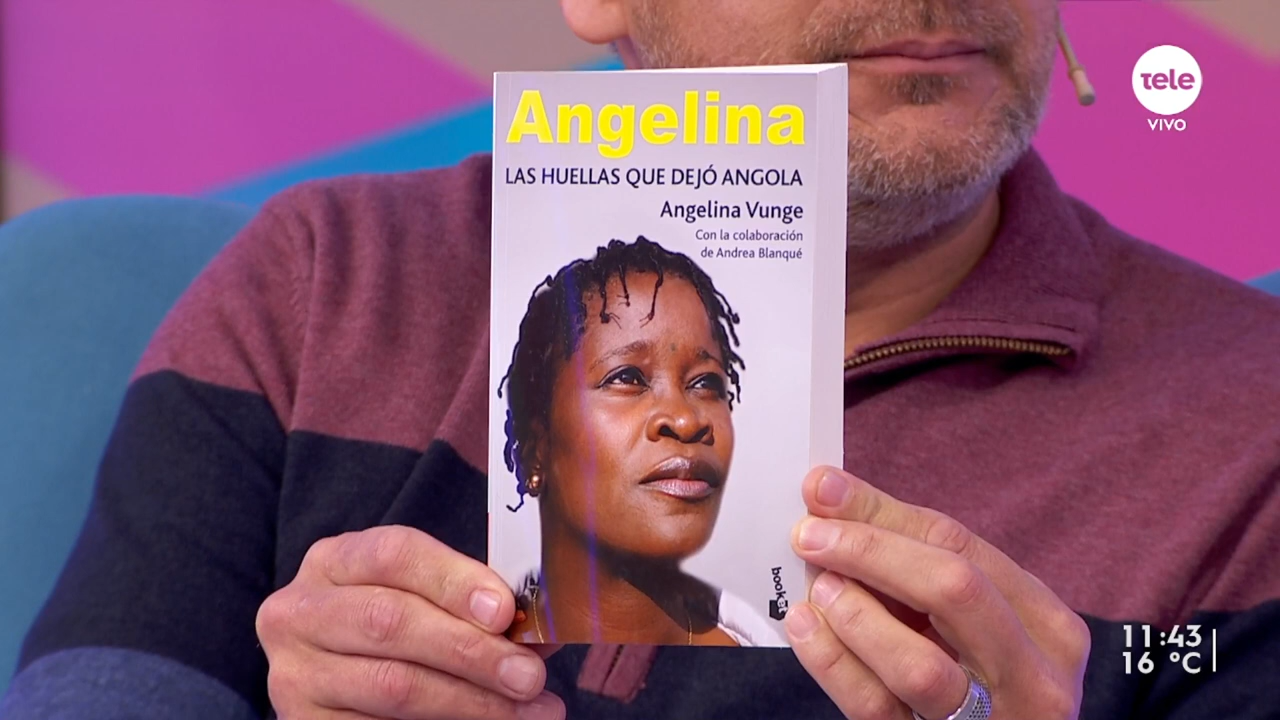 Angelina
LAS HUELLAS QUE DEJÓ ANGOLA
Angelina Vunge
Con la colaboración
de Andrea Blanqué
tele
VIVO
11:43
16 °C